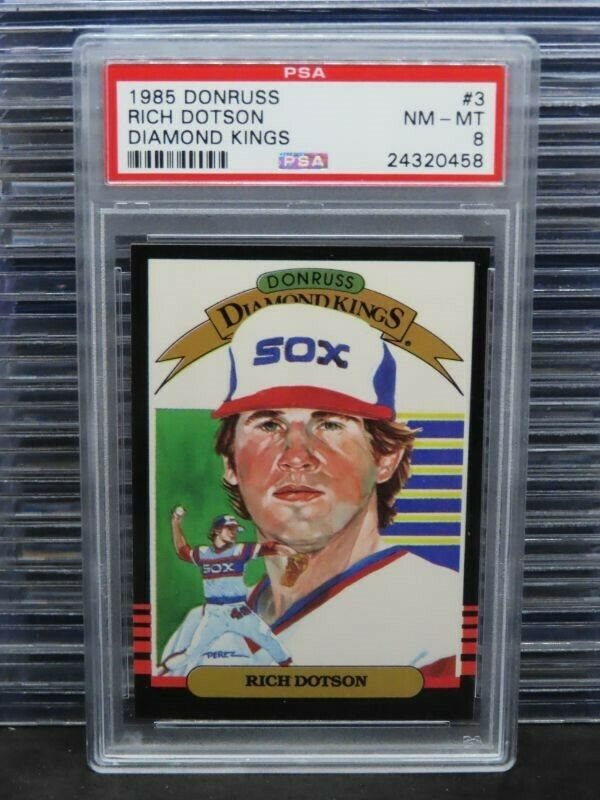 PSA
1985 DONRUSS #3
RICH DOTSON NM-MT
DIAMOND KINGS 8
PSA 24320458
DONRUSS
DIAMOND KINGS®
SOX
SOX
PEREZ
RICH DOTSON